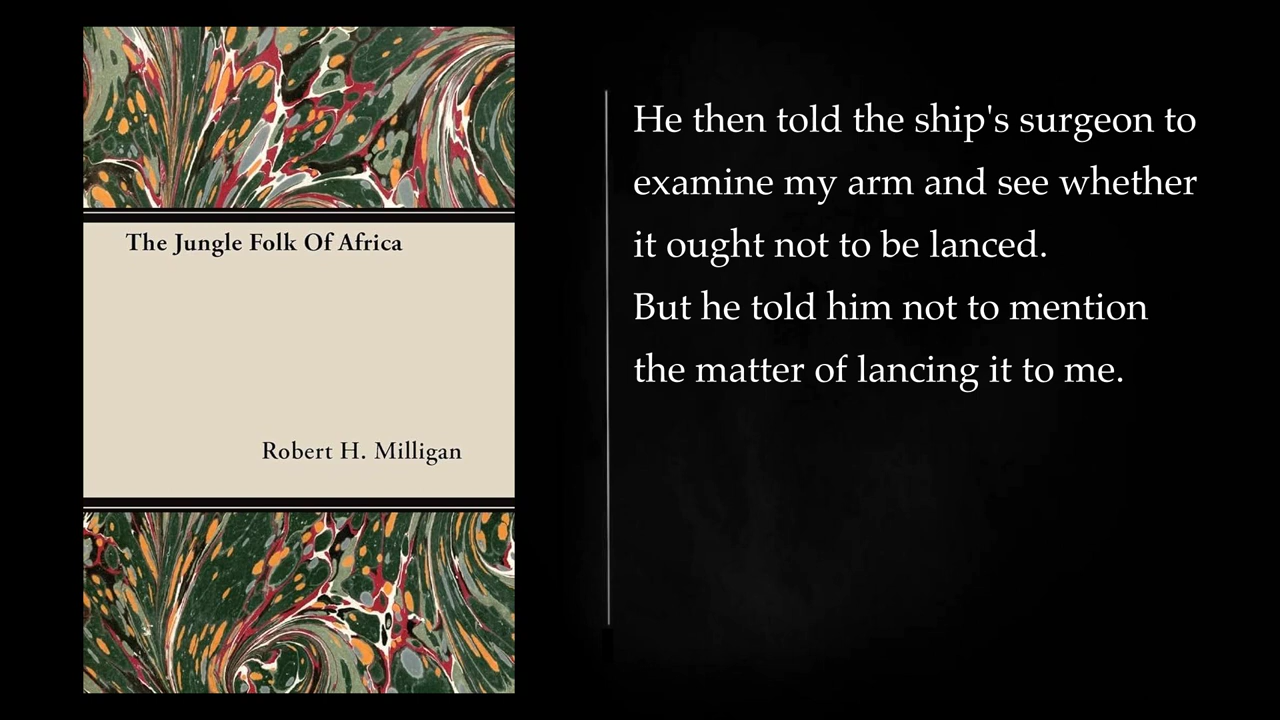 The Jungle Folk Of Africa
Robert H. Milligan
He then told the ship's surgeon to
examine my arm and see whether
it ought not to be lanced.
But he told him not to mention
the matter of lancing it to me.